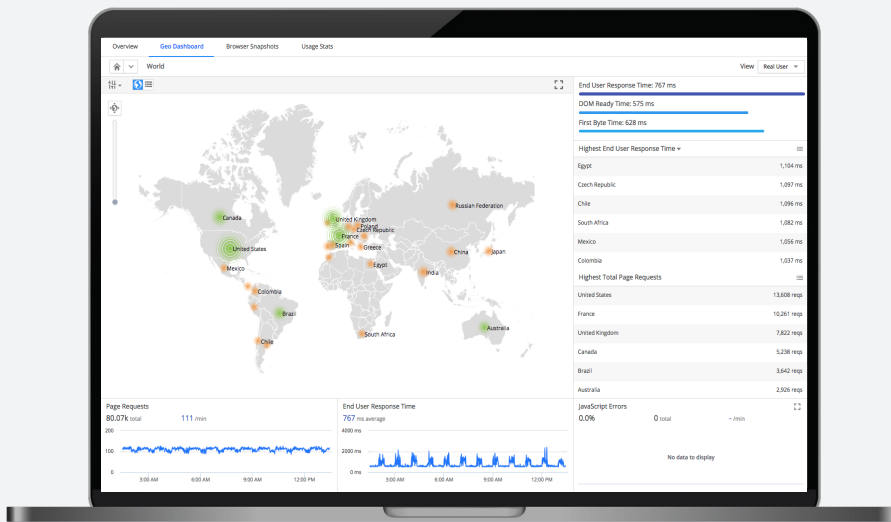 Overview Geo Dashboard Browser Snapshots Usage Stats
World
View Real User
End User Response Time: 767 ms
DOM Ready Time: 575 ms
First Byte Time: 628 ms
Highest End User Response Time
Egypt 1,104 ms
Czech Republic 1,097 ms
Chile 1,096 ms
South Africa 1,082 ms
Mexico 1,056 ms
Colombia 1,037 ms
Highest Total Page Requests
United States 13,608 reqs
France 10,261 reqs
United Kingdom 7,822 reqs
Canada 5,238 reqs
Brazil 3,642 reqs
Australia 2,926 reqs
Russian Federation
Canada
United Kingdom
Poland
Czech Republic
France
Spain
Greece
United States
China
Japan
Egypt
Mexico
India
Colombia
Brazil
Australia
South Africa
Chile
Page Requests
80.07k total 111 /min
200
100
0
3:00 AM 6:00 AM 9:00 AM 12:00 PM
End User Response Time
767 ms average
4000 ms
2000 ms
0 ms
3:00 AM 6:00 AM 9:00 AM 12:00 PM
JavaScript Errors
0.0% 0 total - /min
No data to display